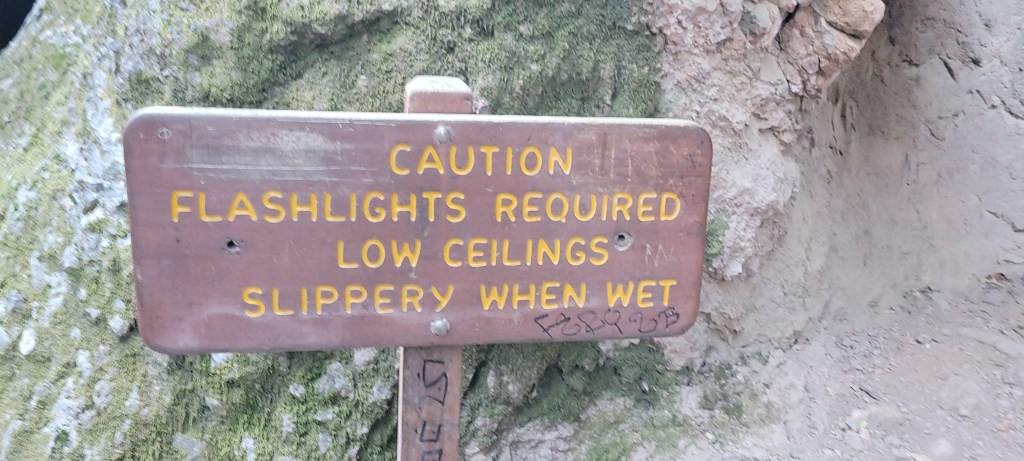 CAUTION
FLASHLIGHTS REQUIRED
LOW CEILINGS
SLIPPERY WHEN WET